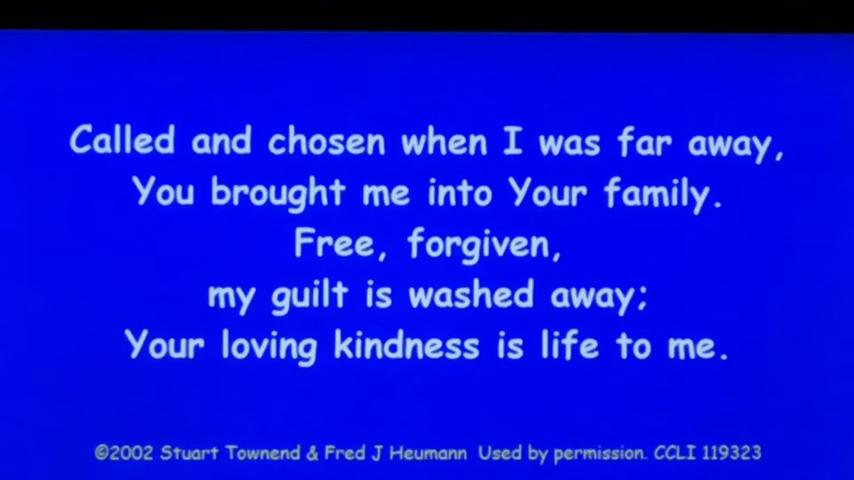 Called and chosen when I was far away,
You brought me into Your family.
Free, forgiven,
my guilt is washed away;
Your loving kindness is life to me.
©2002 Stuart Townend & Fred J Heumann Used by permission. CCLI 119323